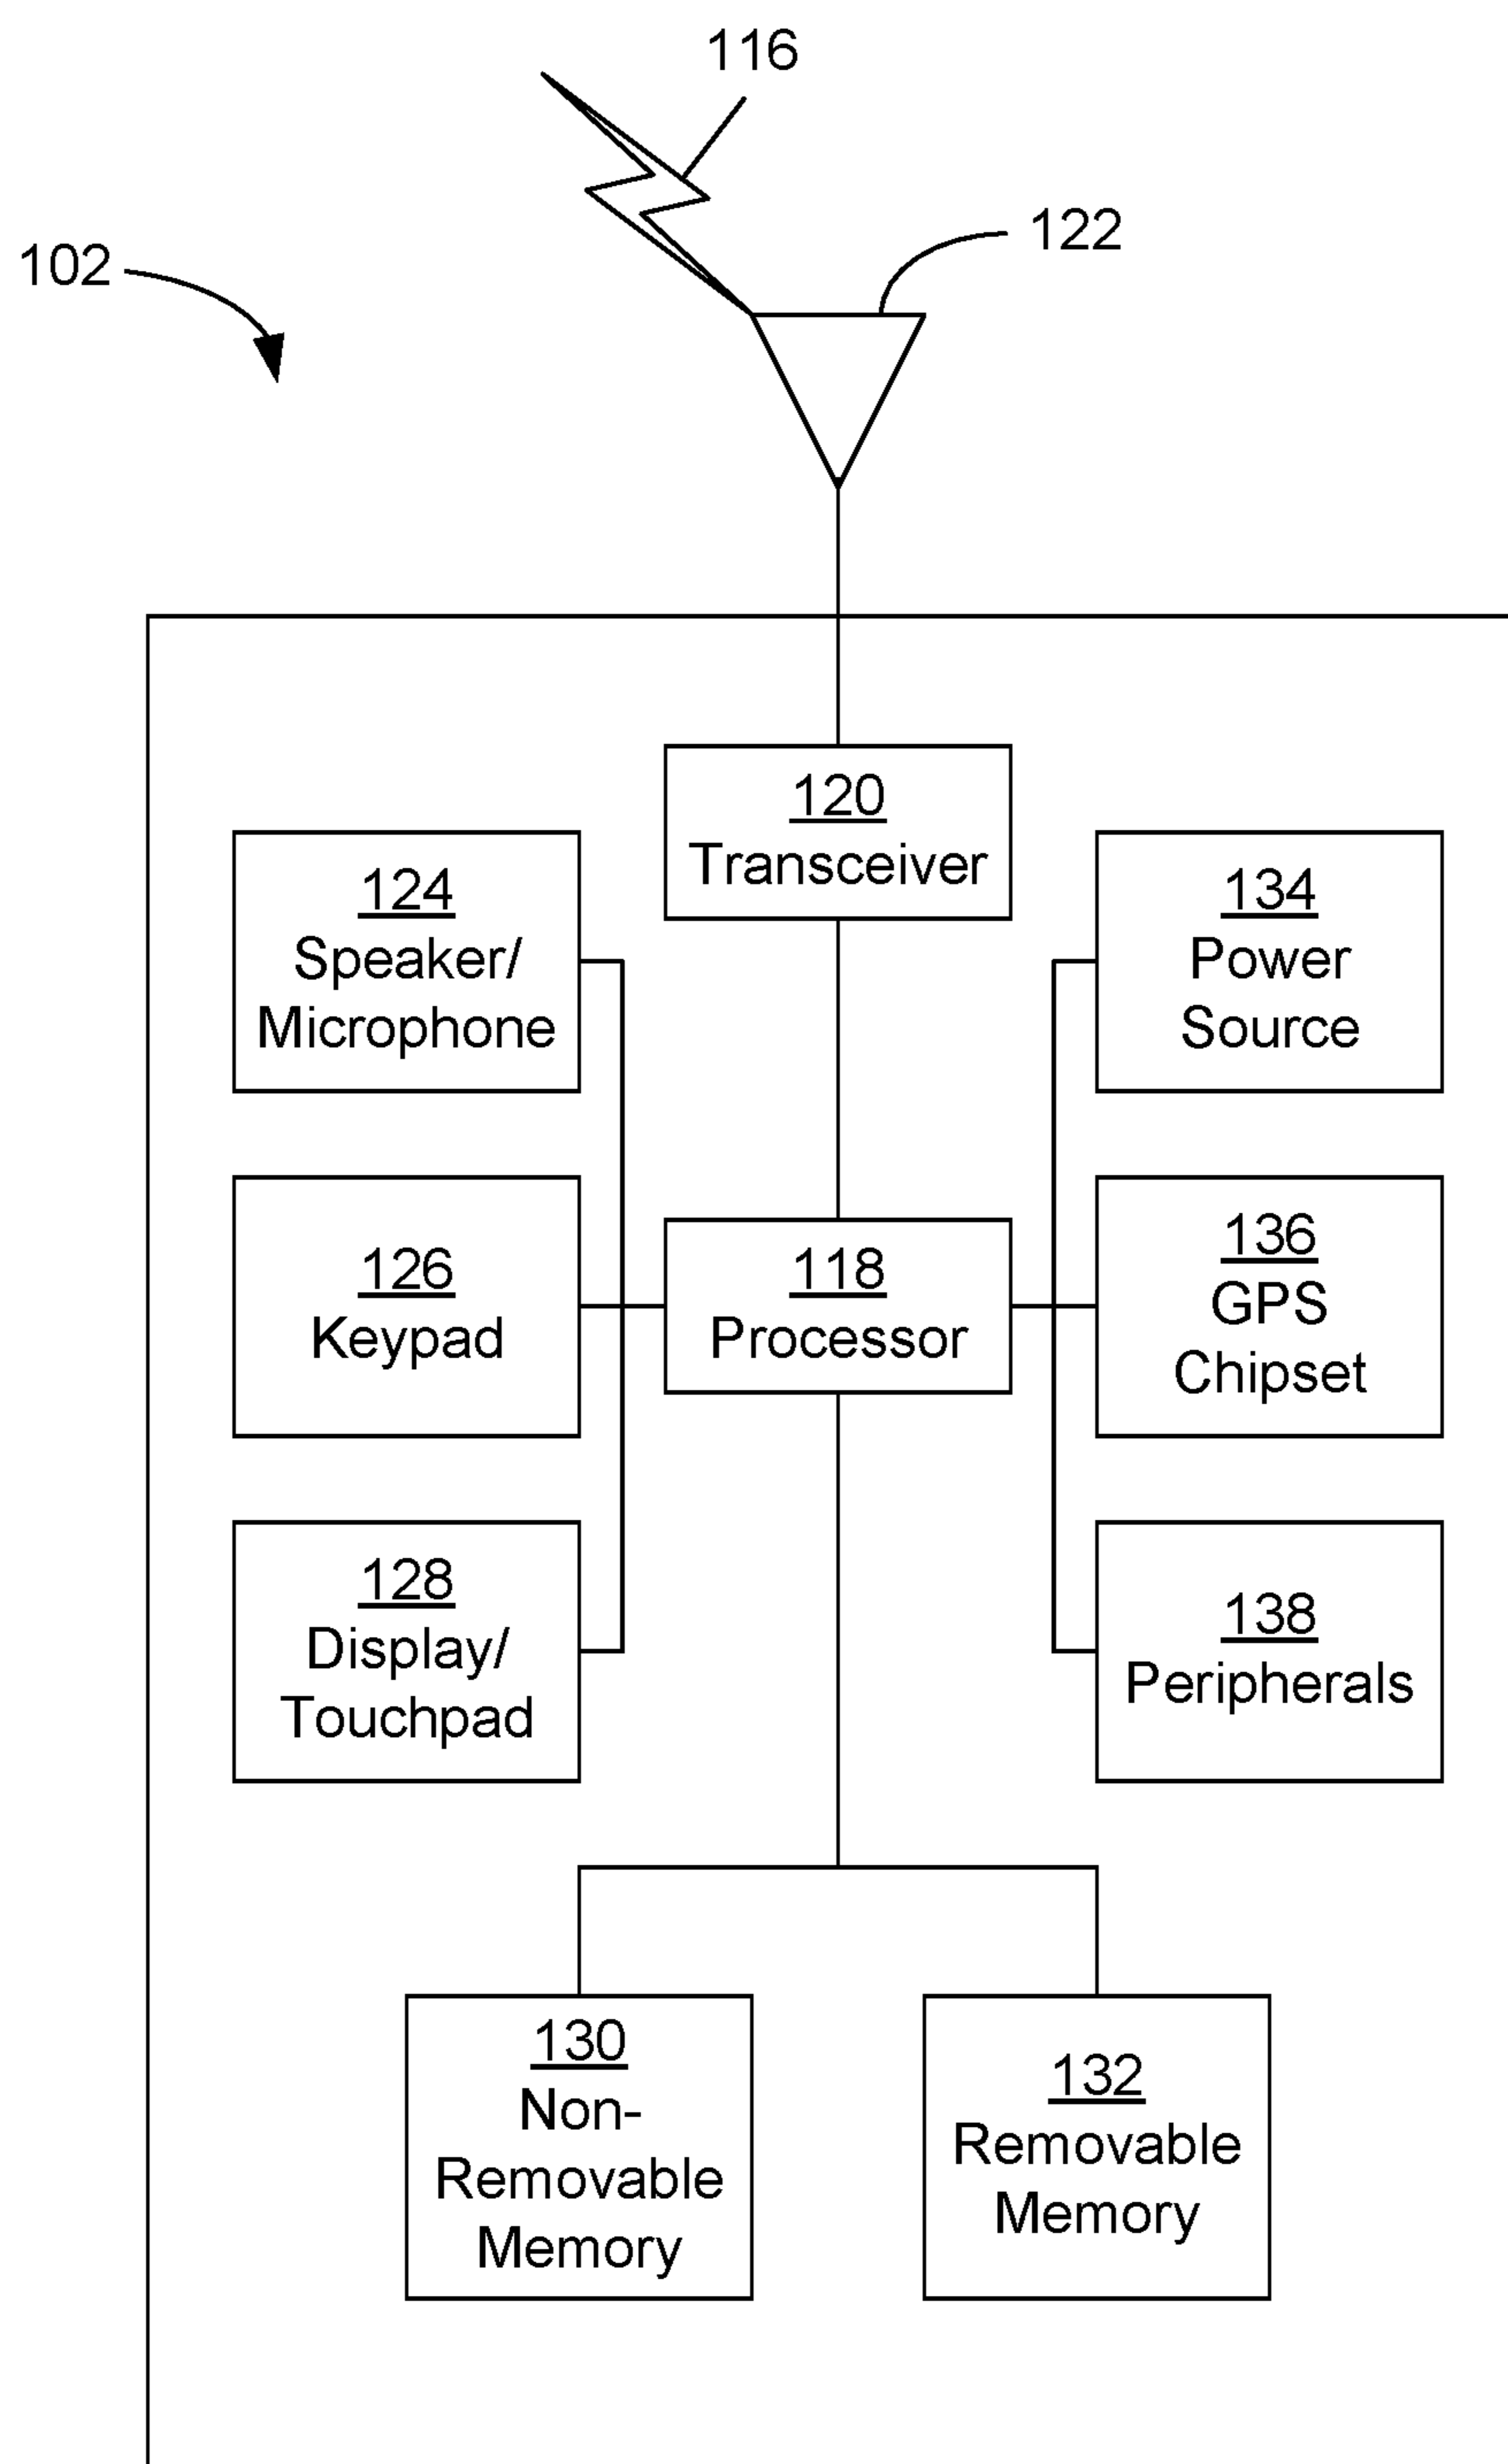 116
122
102
120
Transceiver
124
Speaker/
Microphone
134
Power
Source
126
Keypad
118
Processor
136
GPS
Chipset
128
Display/
Touchpad
138
Peripherals
130
Non-
Removable
Memory
132
Removable
Memory